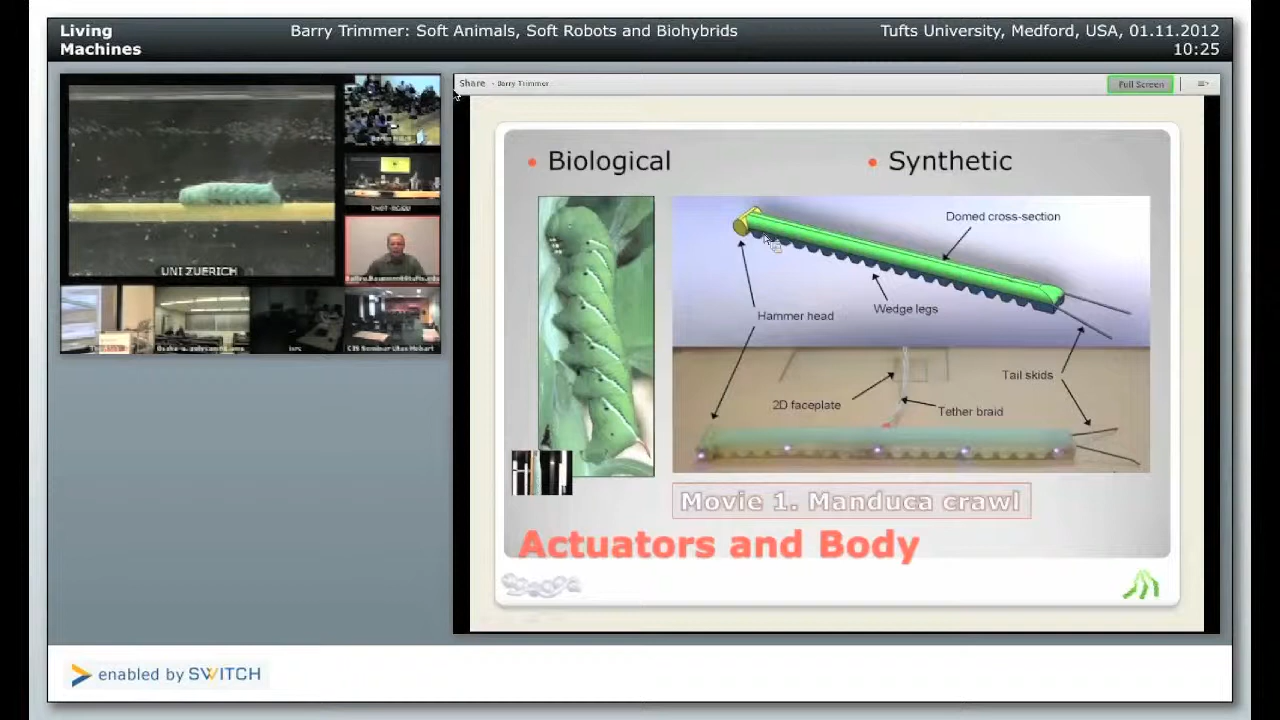 Living
Machines
Barry Trimmer: Soft Animals, Soft Robots and Biohybrids
Tufts University, Medford, USA, 01.11.2012
10:25
Share - Barry Trimmer
Full Screen
UNI ZUERICH
• Biological
• Synthetic
Domed cross-section
Wedge legs
Hammer head
Tail skids
2D faceplate
Tether braid
Movie 1. Manduca crawl
Actuators and Body
enabled by SWITCH